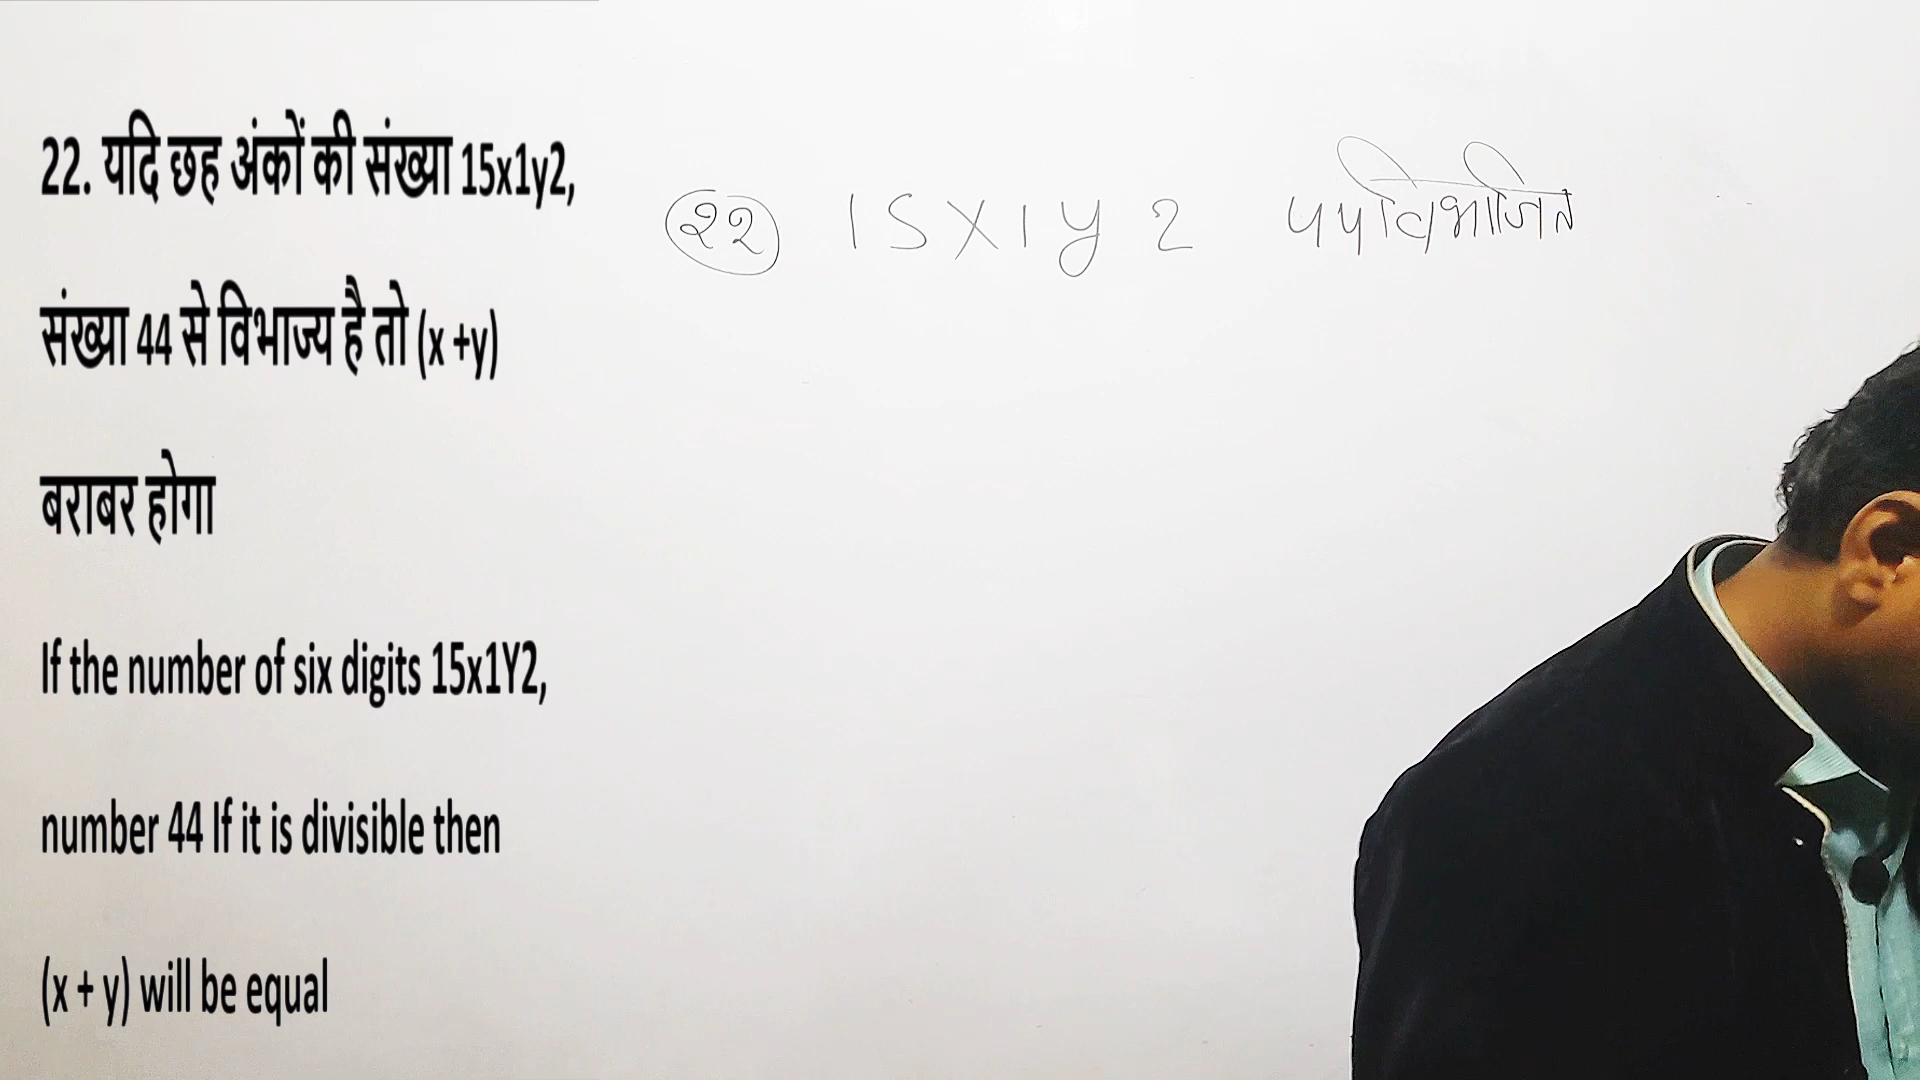 22. यदि छह अंकों की संख्या 15x1y2,
संख्या 44 से विभाज्य है तो (x +y)
बराबर होगा
If the number of six digits 15x1Y2,
number 44 If it is divisible then
(x + y) will be equal
22 15x1y2 44 विभाजित